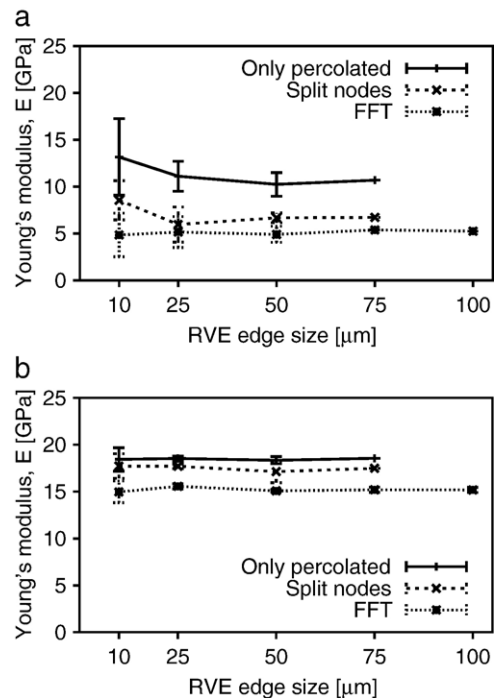 a
25
20
15
10
5
0
Young's modulus, E [GPa]
Only percolated
Split nodes
FFT
10 25 50 75 100
RVE edge size [μm]
b
25
20
15
10
5
0
Young's modulus, E [GPa]
Only percolated
Split nodes
FFT
10 25 50 75 100
RVE edge size [μm]